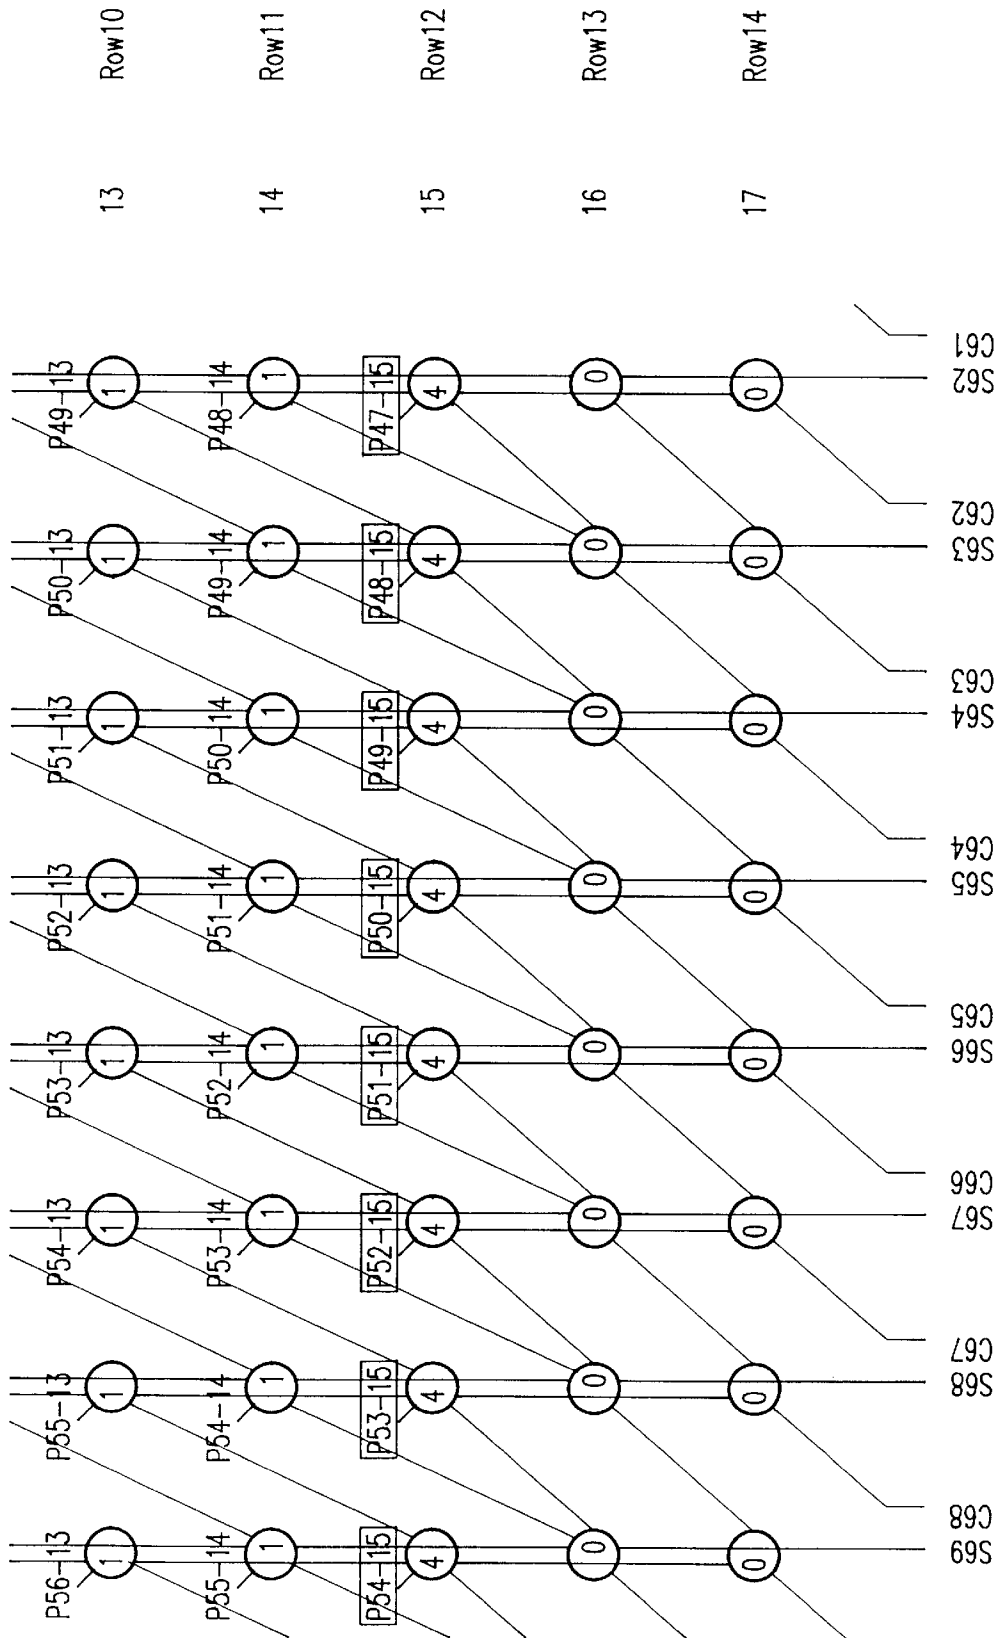 Row10 Row11 Row12 Row13 Row14
13 14 15 16 17
C61
P49-13 P48-14 P47-15 S62
1 1 4 0 0
C62
P50-13 P49-14 P48-15 S63
1 1 4 0 0
C63
P51-13 P50-14 P49-15 S64
1 1 4 0 0
C64
P52-13 P51-14 P50-15 S65
1 1 4 0 0
C65
P53-13 P52-14 P51-15 S66
1 1 4 0 0
C66
P54-13 P53-14 P52-15 S67
1 1 4 0 0
C67
P55-13 P54-14 P53-15 S68
1 1 4 0 0
C68
P56-13 P55-14 P54-15 S69
1 1 4 0 0